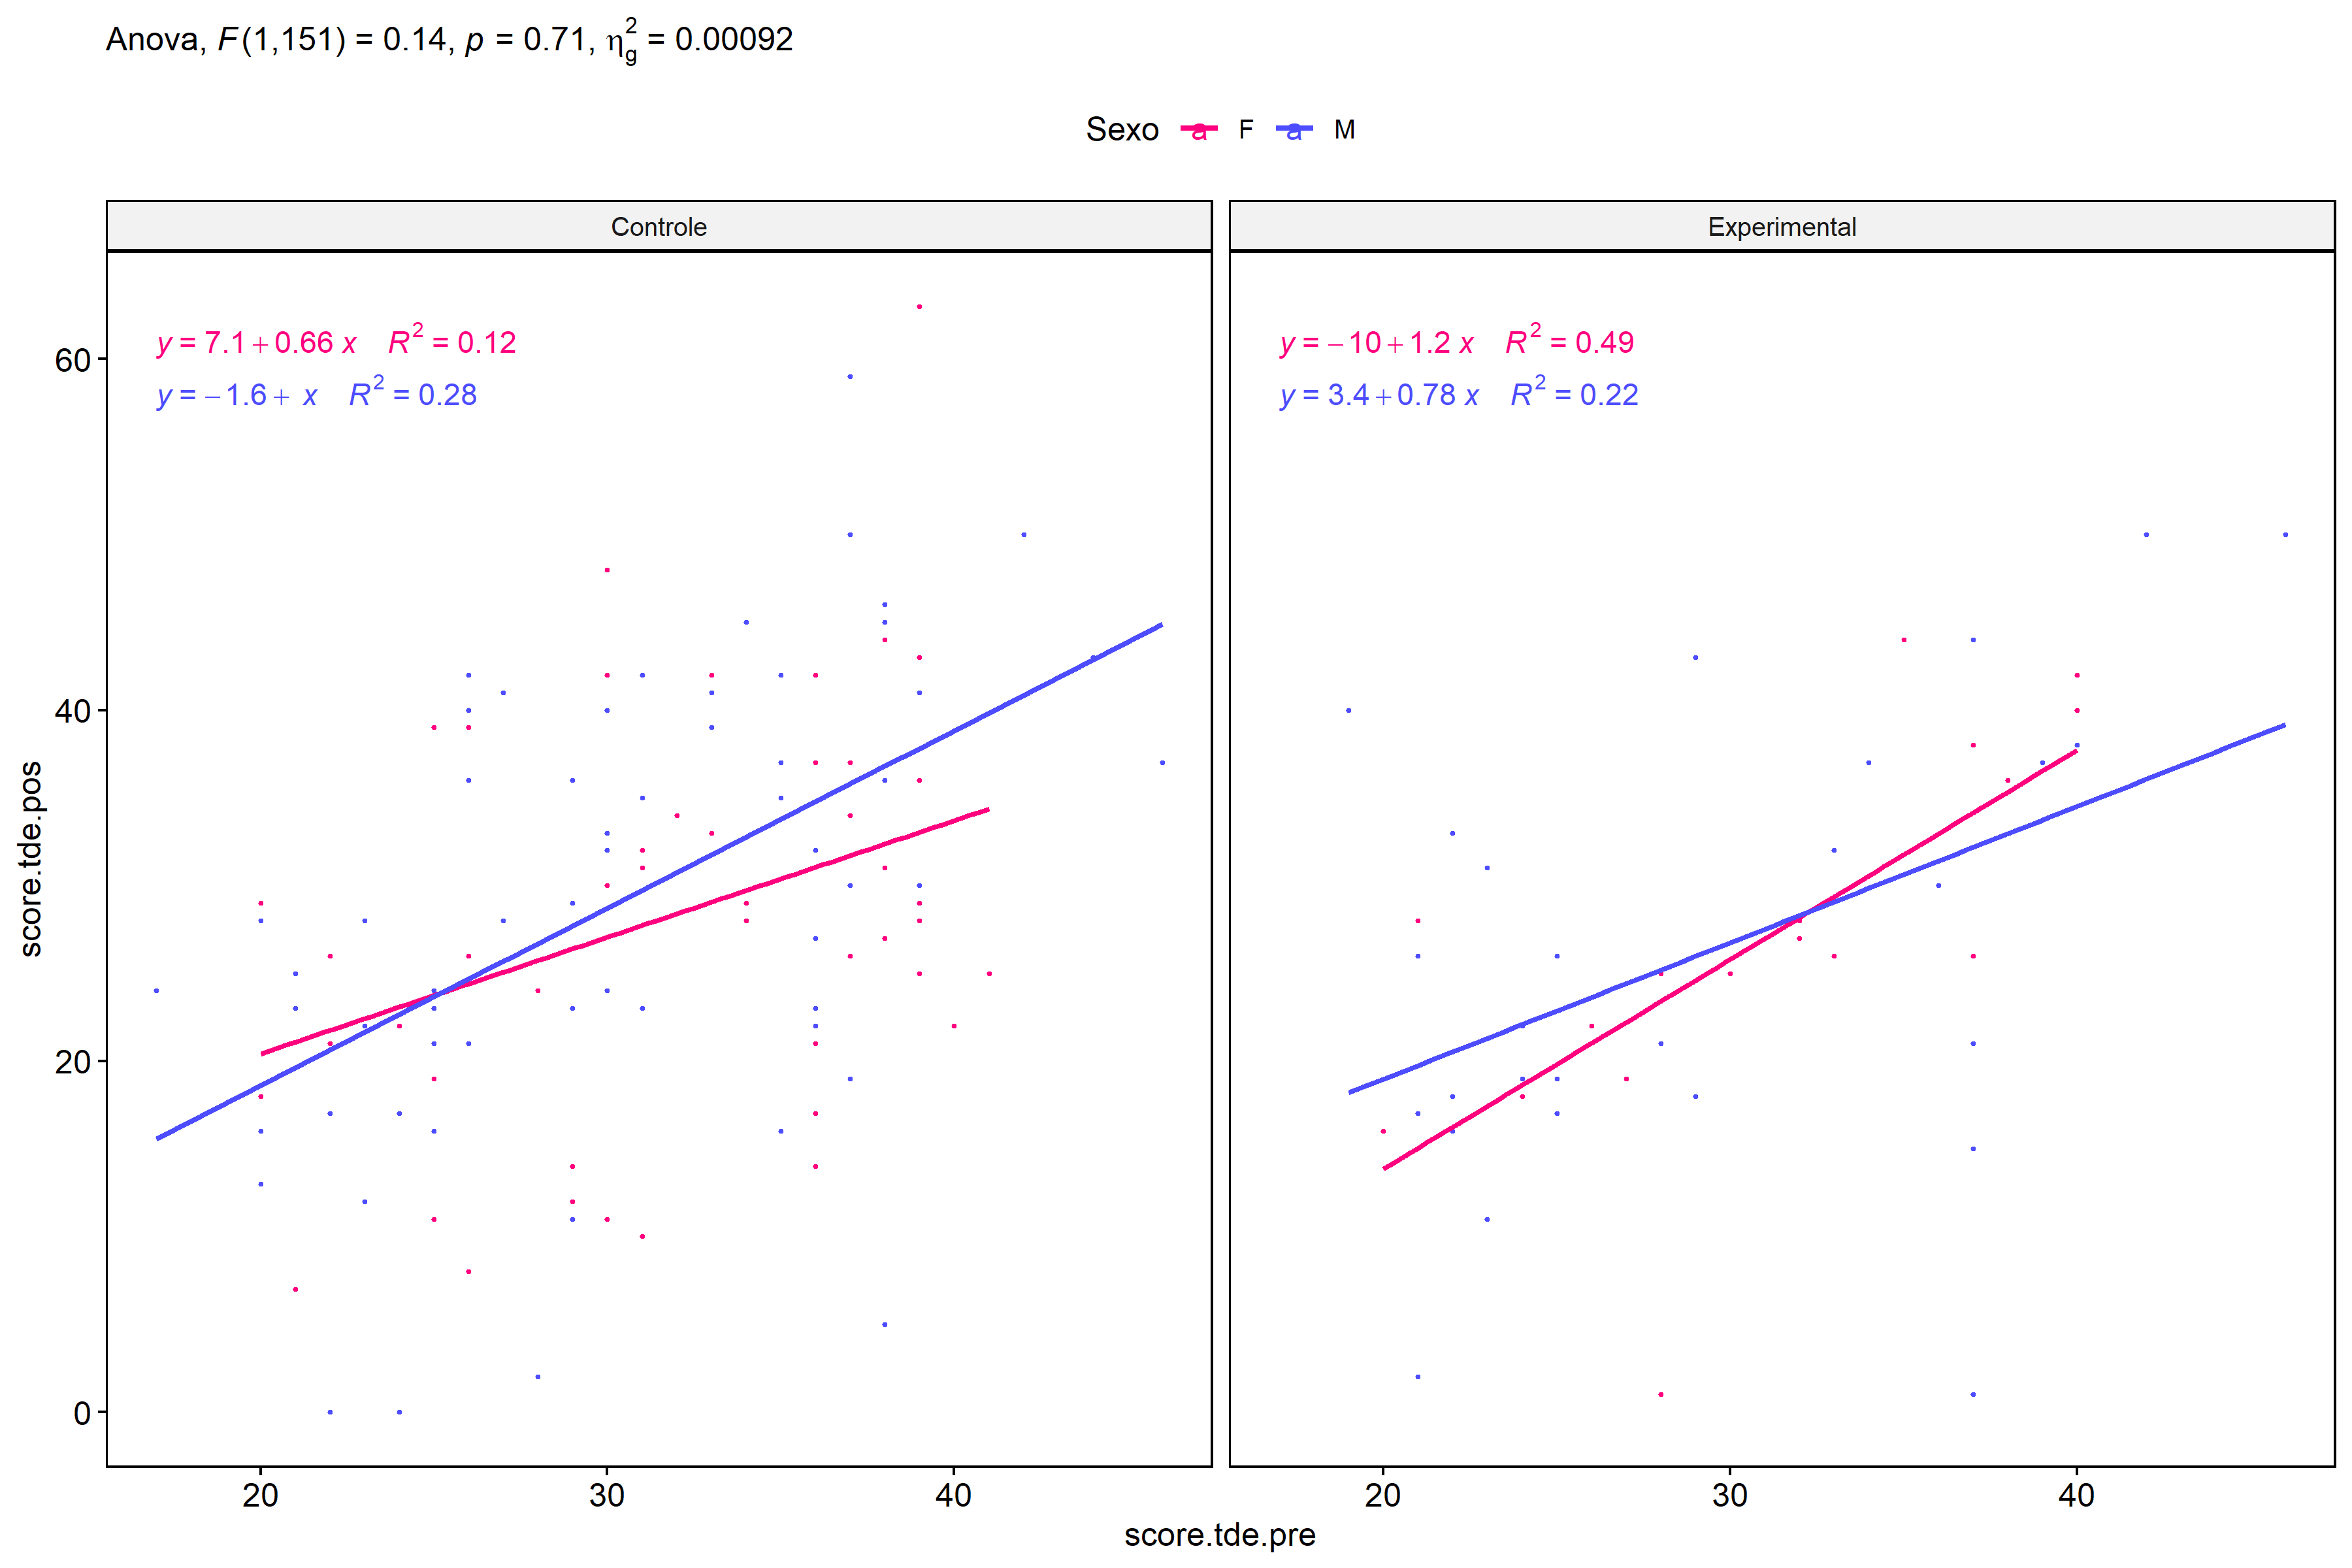 Anova, F(1,151) = 0.14, p = 0.71, η²g = 0.00092
Sexo a F a M
Controle
Experimental
y = −10 + 1.2 x R² = 0.49
y = 3.4 + 0.78 x R² = 0.22
y = 7.1 + 0.66 x R² = 0.12
y = −1.6 + x R² = 0.28
score.tde.pos
60
40
20
0
20 30 40
20 30 40
score.tde.pre